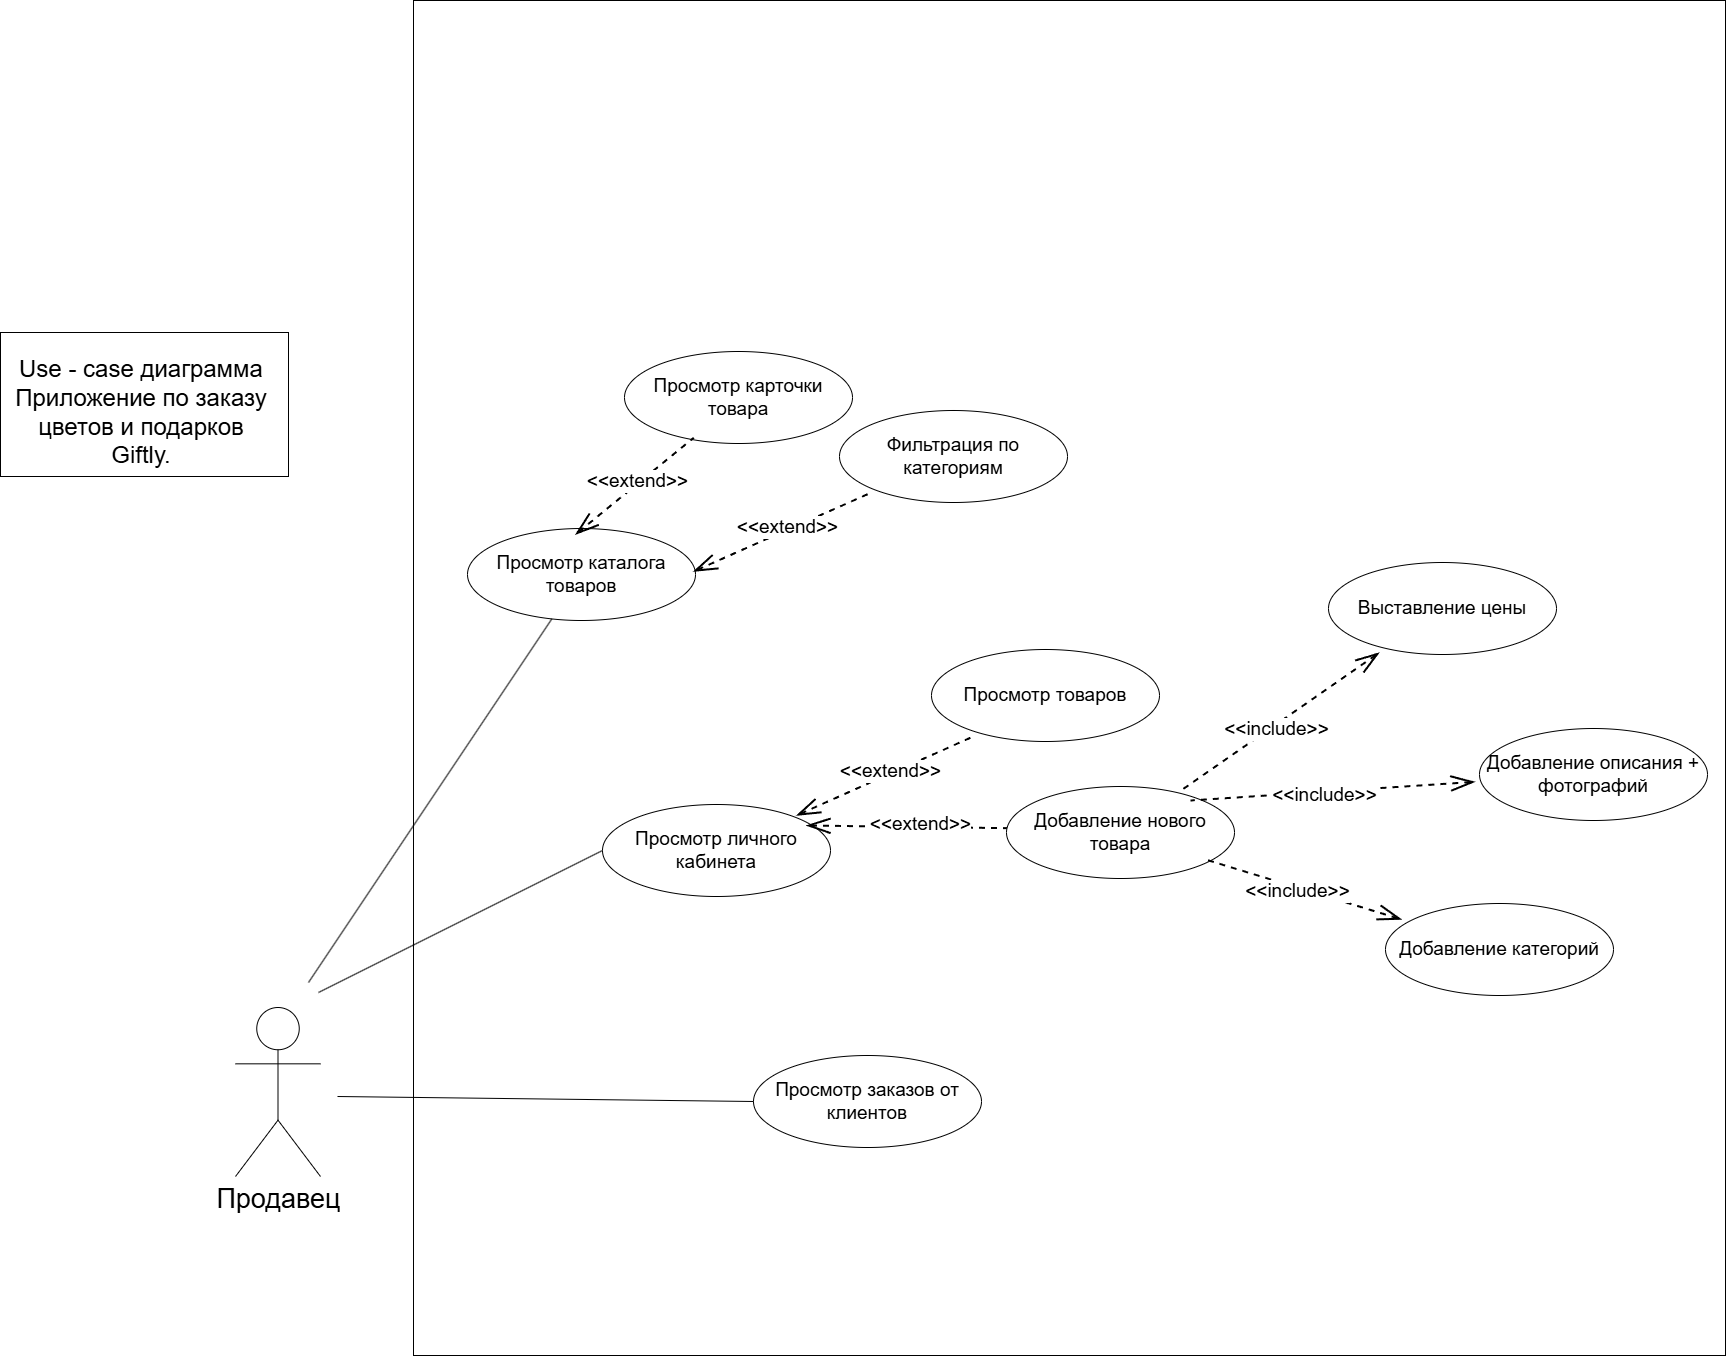 Use - case диаграмма
Приложение по заказу
цветов и подарков
Giftly.
Просмотр карточки
товара
Фильтрация по
категориям
<<extend>>
<<extend>>
Просмотр каталога
товаров
Выставление цены
Просмотр товаров
<<include>>
Добавление описания +
фотографий
<<extend>>
<<include>>
Просмотр личного
кабинета
<<extend>>
Добавление нового
товара
<<include>>
Добавление категорий
Просмотр заказов от
клиентов
Продавец